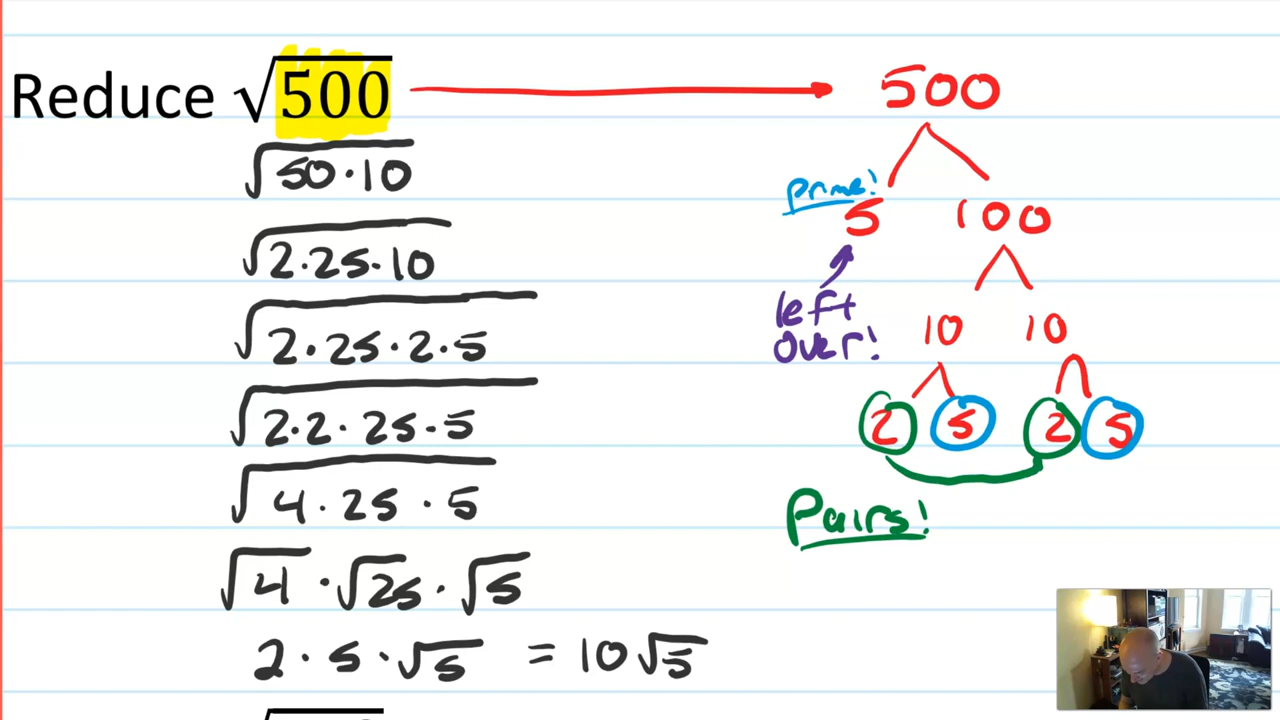 Reduce √500
√50·10
√2·25·10
√2·25·2·5
√2·2·25·5
√4·25·5
√4·√25·√5
2·5·√5 = 10√5
500
prime!
5 100
left
over!
10 10
2 5 2 5
Pairs!